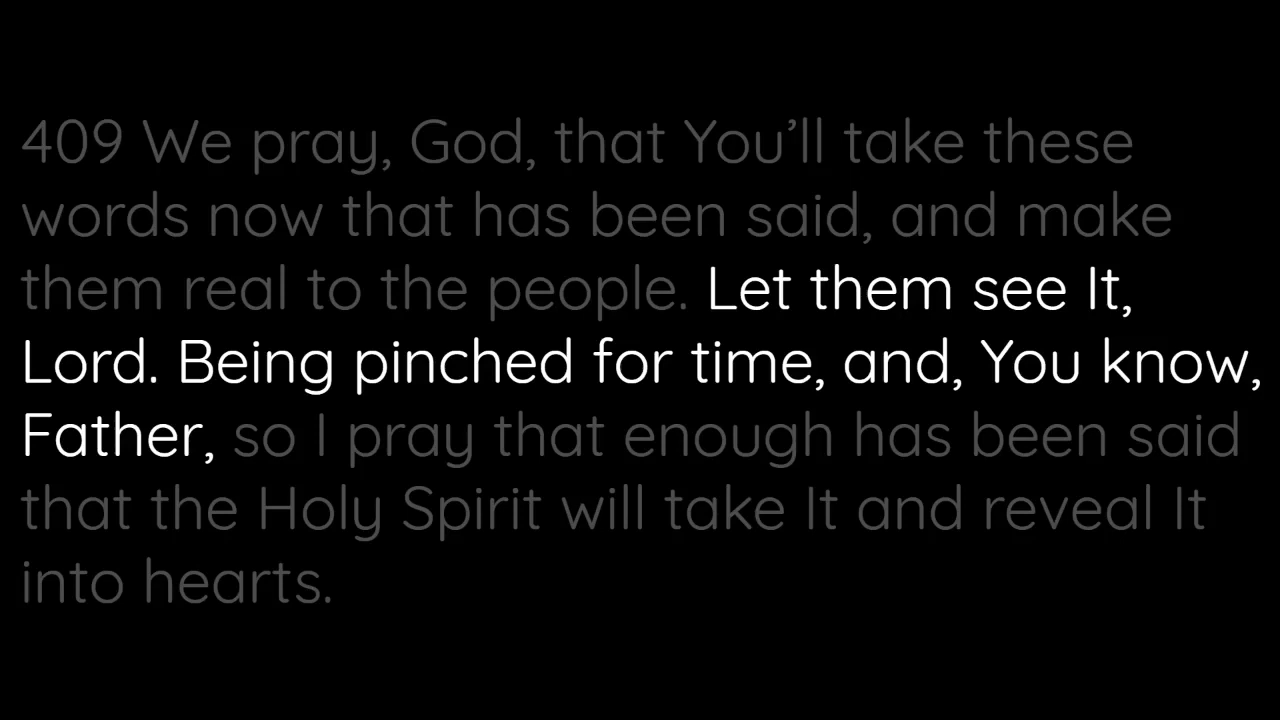 409 We pray, God, that You’ll take these
words now that has been said, and make
them real to the people. Let them see It,
Lord. Being pinched for time, and, You know,
Father, so I pray that enough has been said
that the Holy Spirit will take It and reveal It
into hearts.